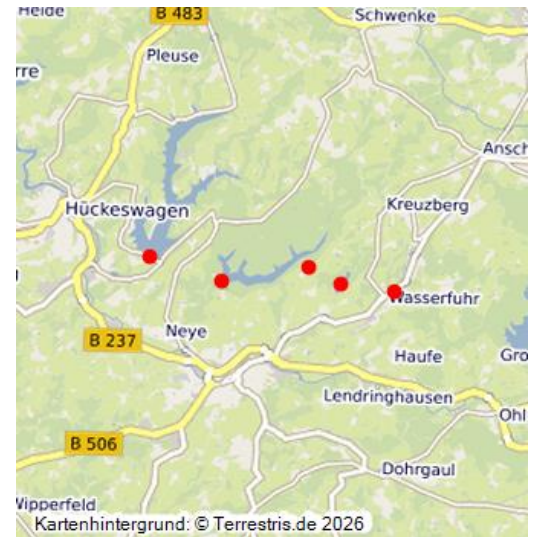 Heide
B 483
Schwenke
Pleuse
rre
Ansch
Kreuzberg
Hückeswagen
Wasserfuhr
Neye
B 237
Haufe
Gro
Lendringhausen
Ohl
B 506
Dohrgaul
Wipperfeld
Kartenhintergrund: © Terrestris.de 2026